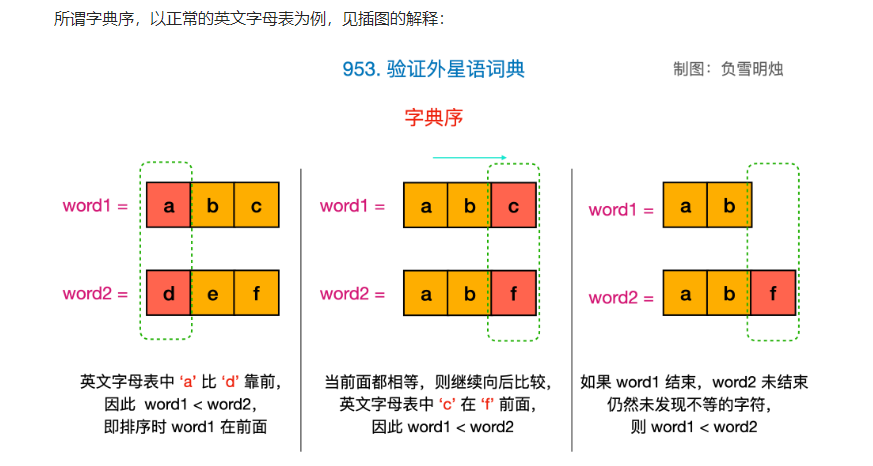 所谓字典序，以正常的英文字母表为例，见插图的解释：
953. 验证外星语词典
制图：负雪明烛
字典序
word1 = a b c
word2 = d e f
英文字母表中 ‘a’ 比 ‘d’ 靠前，
因此 word1 < word2，
即排序时 word1 在前面
word1 = a b c
word2 = a b f
当前面都相等，则继续向后比较，
英文字母表中 ‘c’ 在 ‘f’ 前面，
因此 word1 < word2
word1 = a b
word2 = a b f
如果 word1 结束，word2 未结束
仍然未发现不等的字符，
则 word1 < word2